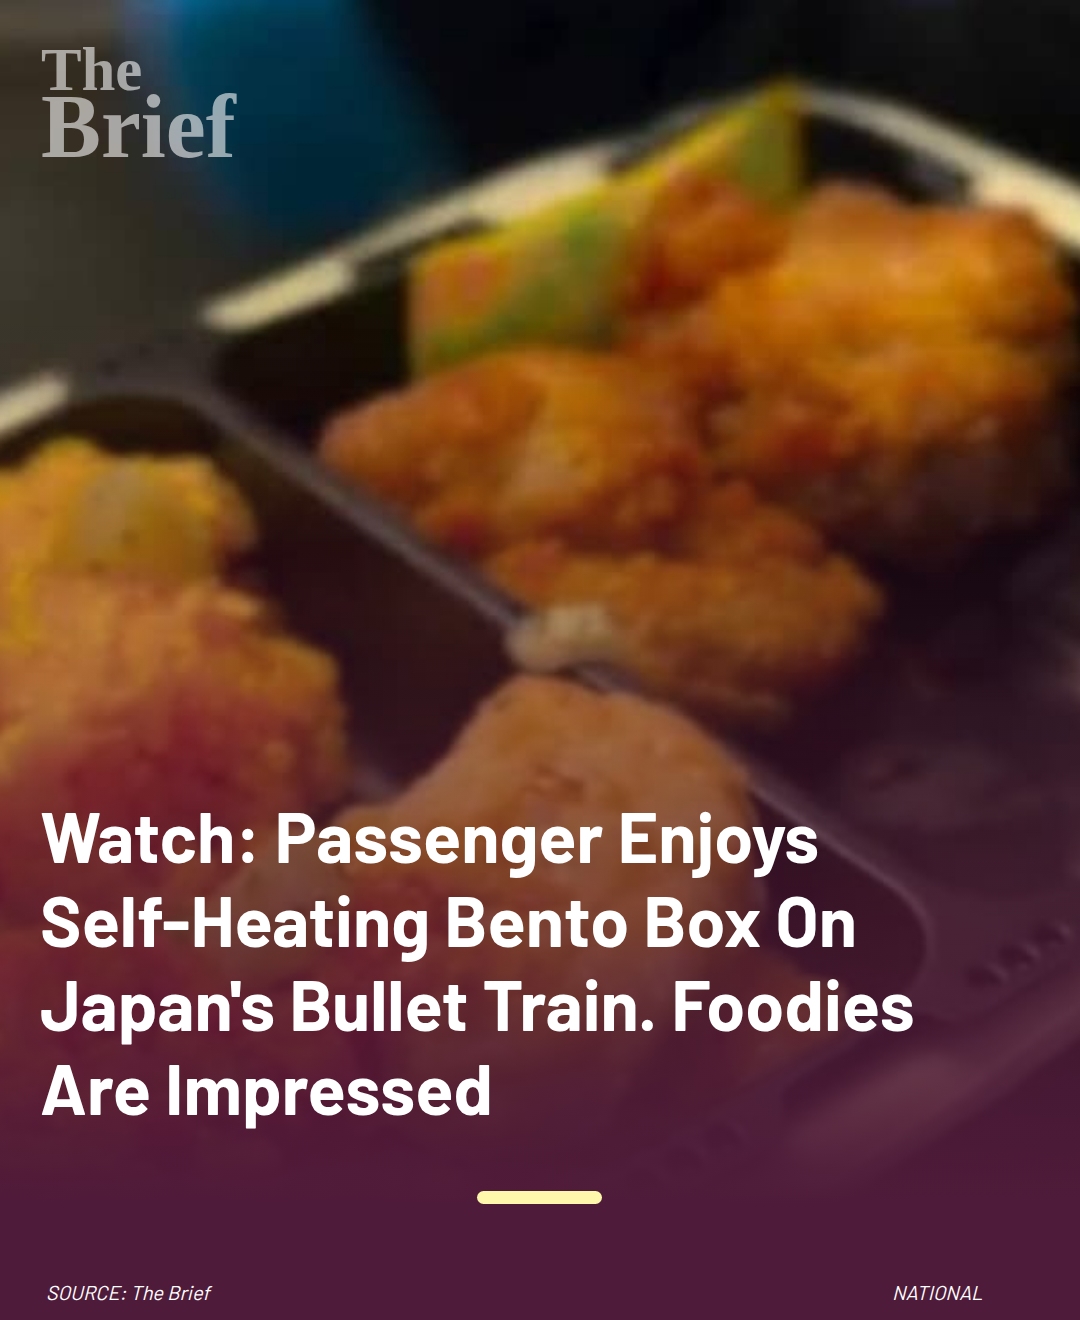 The
Brief
Watch: Passenger Enjoys
Self-Heating Bento Box On
Japan's Bullet Train. Foodies
Are Impressed
SOURCE: The Brief
NATIONAL